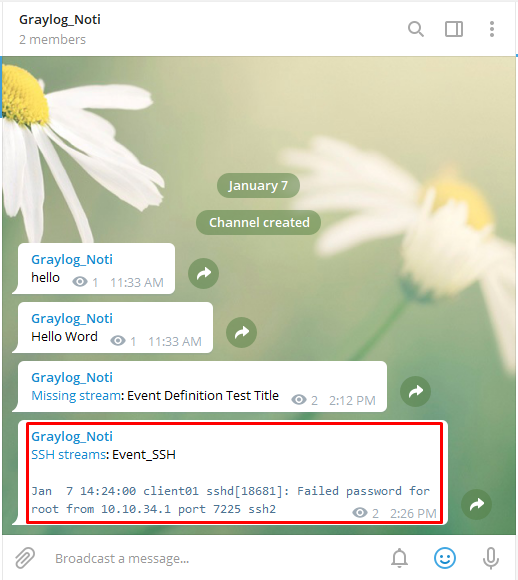 Graylog_Noti
2 members
January 7
Channel created
Graylog_Noti
hello 1 11:33 AM
Graylog_Noti
Hello Word 1 11:33 AM
Graylog_Noti
Missing stream: Event Definition Test Title 2 2:12 PM
Graylog_Noti
SSH streams: Event_SSH
Jan  7 14:24:00 client01 sshd[18681]: Failed password for
root from 10.10.34.1 port 7225 ssh2 2 2:26 PM
Broadcast a message...